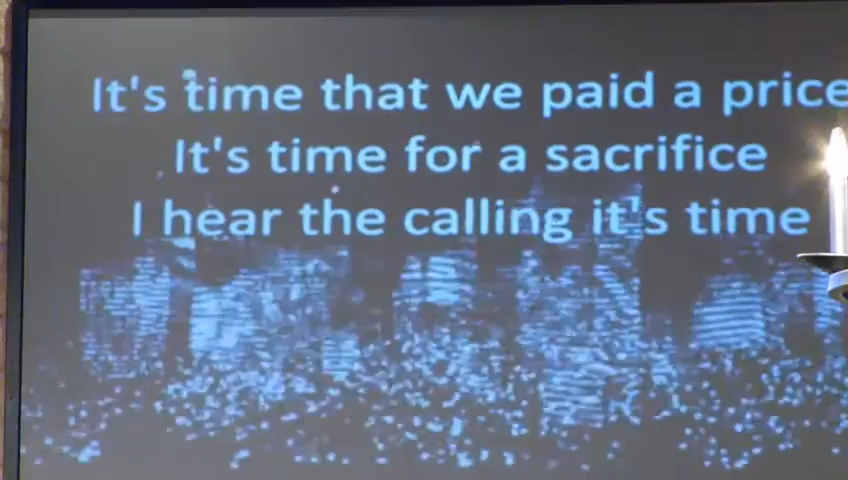 It's time that we paid a price
It's time for a sacrifice
I hear the calling it's time